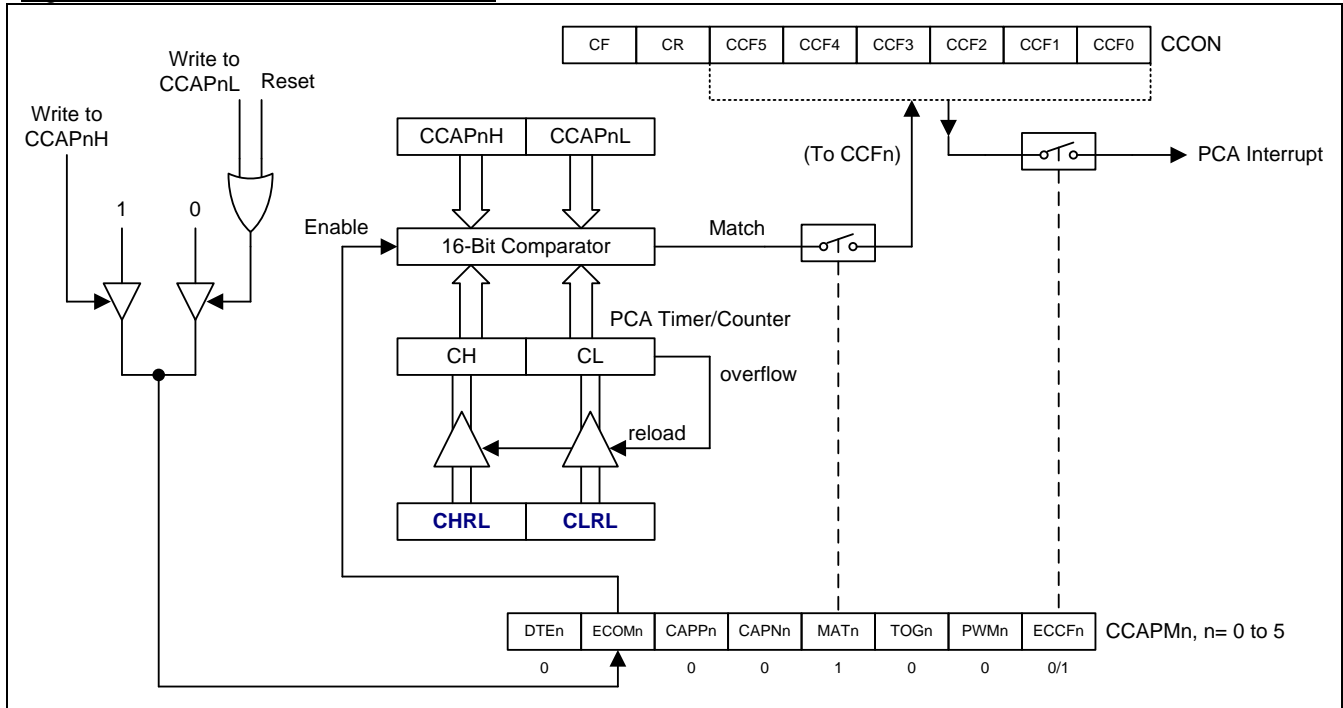 CF CR CCF5 CCF4 CCF3 CCF2 CCF1 CCF0 CCON
Write to
CCAPnL
Reset
Write to
CCAPnH
CCAPnH CCAPnL
(To CCFn)
PCA Interrupt
1 0
Enable
16-Bit Comparator
Match
PCA Timer/Counter
CH CL
overflow
reload
CHRL CLRL
DTEn ECOMn CAPPn CAPNn MATn TOGn PWMn ECCFn CCAPMn, n= 0 to 5
0 0 0 1 0 0 0/1